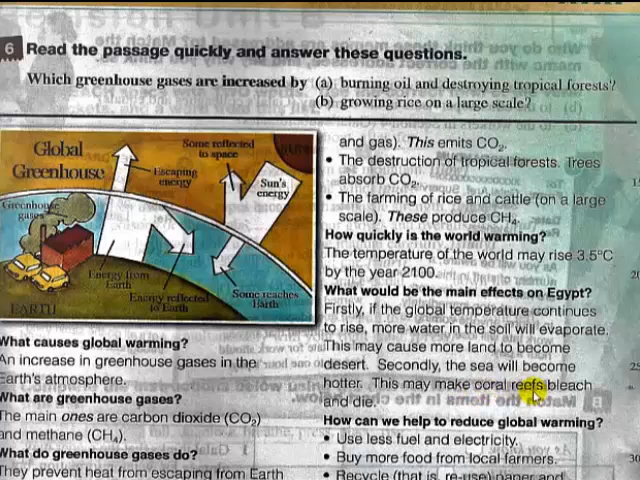 6 Read the passage quickly and answer these questions.
Which greenhouse gases are increased by (a) burning oil and destroying tropical forests?
(b) growing rice on a large scale?
Global
Greenhouse
Some reflected
to space
Escaping
energy
Sun's
energy
Greenhouse
gases
Energy from
Earth
Energy reflected
to Earth
Some reaches
Earth
EARTH
What causes global warming?
An increase in greenhouse gases in the
Earth's atmosphere.
What are greenhouse gases?
The main ones are carbon dioxide (CO₂)
and methane (CH₄).
What do greenhouse gases do?
They prevent heat from escaping from Earth
and gas). This emits CO₂.
• The destruction of tropical forests. Trees
absorb CO₂.
• The farming of rice and cattle (on a large
scale). These produce CH₄.
How quickly is the world warming?
The temperature of the world may rise 3.5°C
by the year 2100.
What would be the main effects on Egypt?
Firstly, if the global temperature continues
to rise, more water in the soil will evaporate.
This may cause more land to become
desert. Secondly, the sea will become
hotter. This may make coral reefs bleach
and die.
How can we help to reduce global warming?
• Use less fuel and electricity.
• Buy more food from local farmers.
• Recycle (that is, re-use) paper and
30